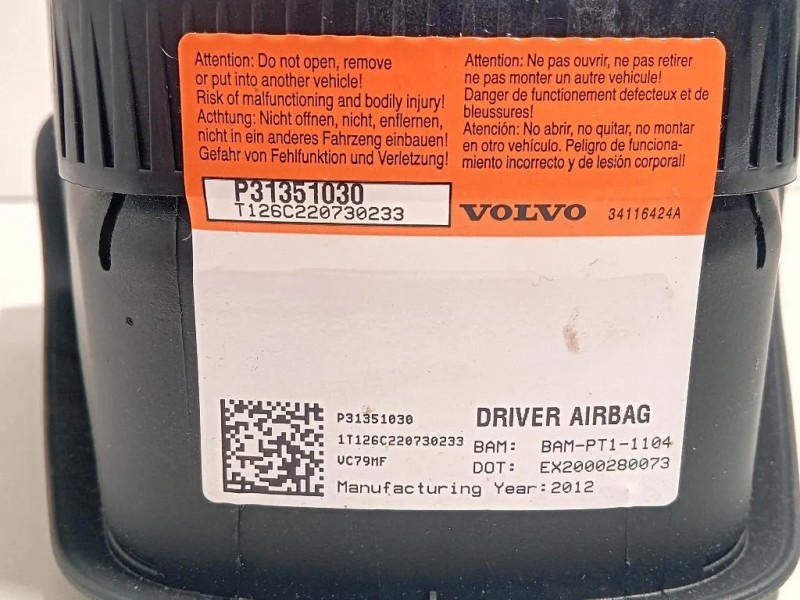 Attention: Do not open, remove
or put into another vehicle!
Risk of malfunctioning and bodily injury!
Acthtung: Nicht offnen, nicht, enflernen,
nicht in ein anderes Fahrzeng einbauen!
Gefahr von Fehlfunktion und Verletzung!
Attention: Ne pas ouvrir, ne pas retirer
ne pas monter un autre vehicule!
Danger de functionement defecteux et de
bleussures!
Atención: No abrir, no quitar, no montar
en otro vehículo. Peligro de funciona-
miento incorrecto y de lesión corporal!
P31351030
T126C220730233
VOLVO
34116424A
P31351030
1T126C220730233
VC79MF
DRIVER AIRBAG
BAM: BAM-PT1-1104
DOT: EX2000280073
Manufacturing Year:2012